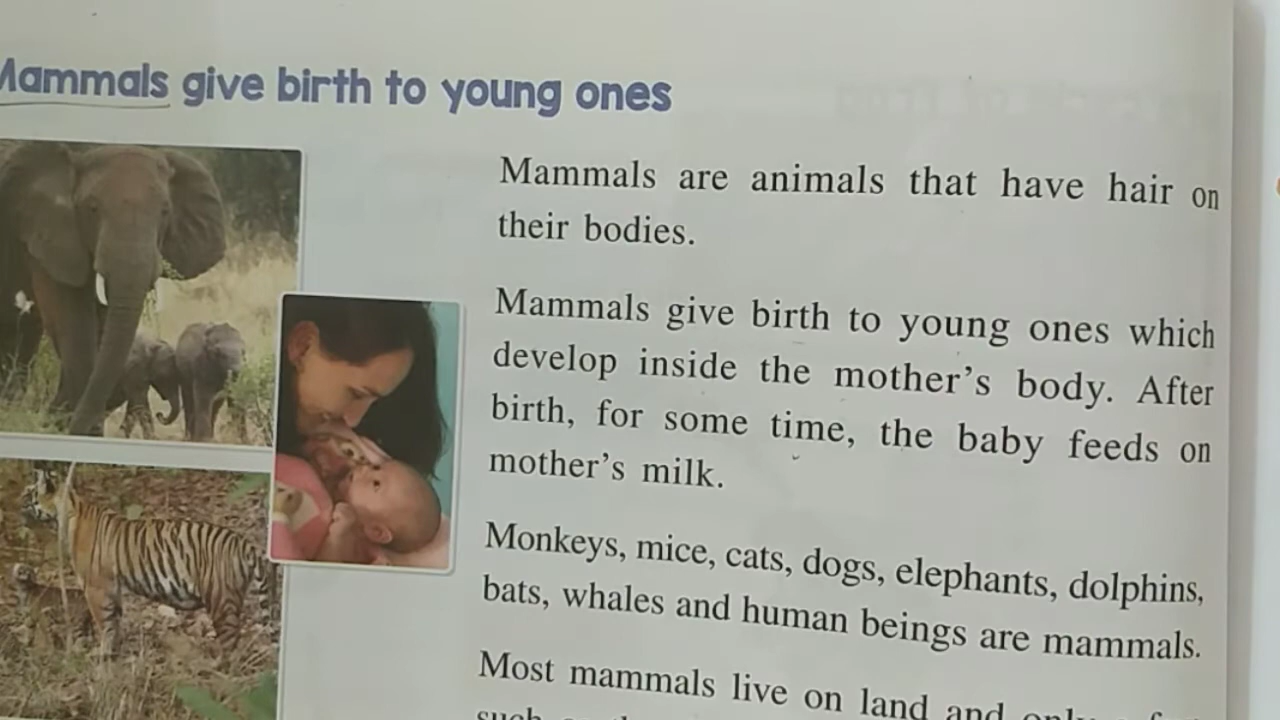 Mammals give birth to young ones
Mammals are animals that have hair on
their bodies.
Mammals give birth to young ones which
develop inside the mother's body. After
birth, for some time, the baby feeds on
mother's milk.
Monkeys, mice, cats, dogs, elephants, dolphins,
bats, whales and human beings are mammals.
Most mammals live on land and only
such